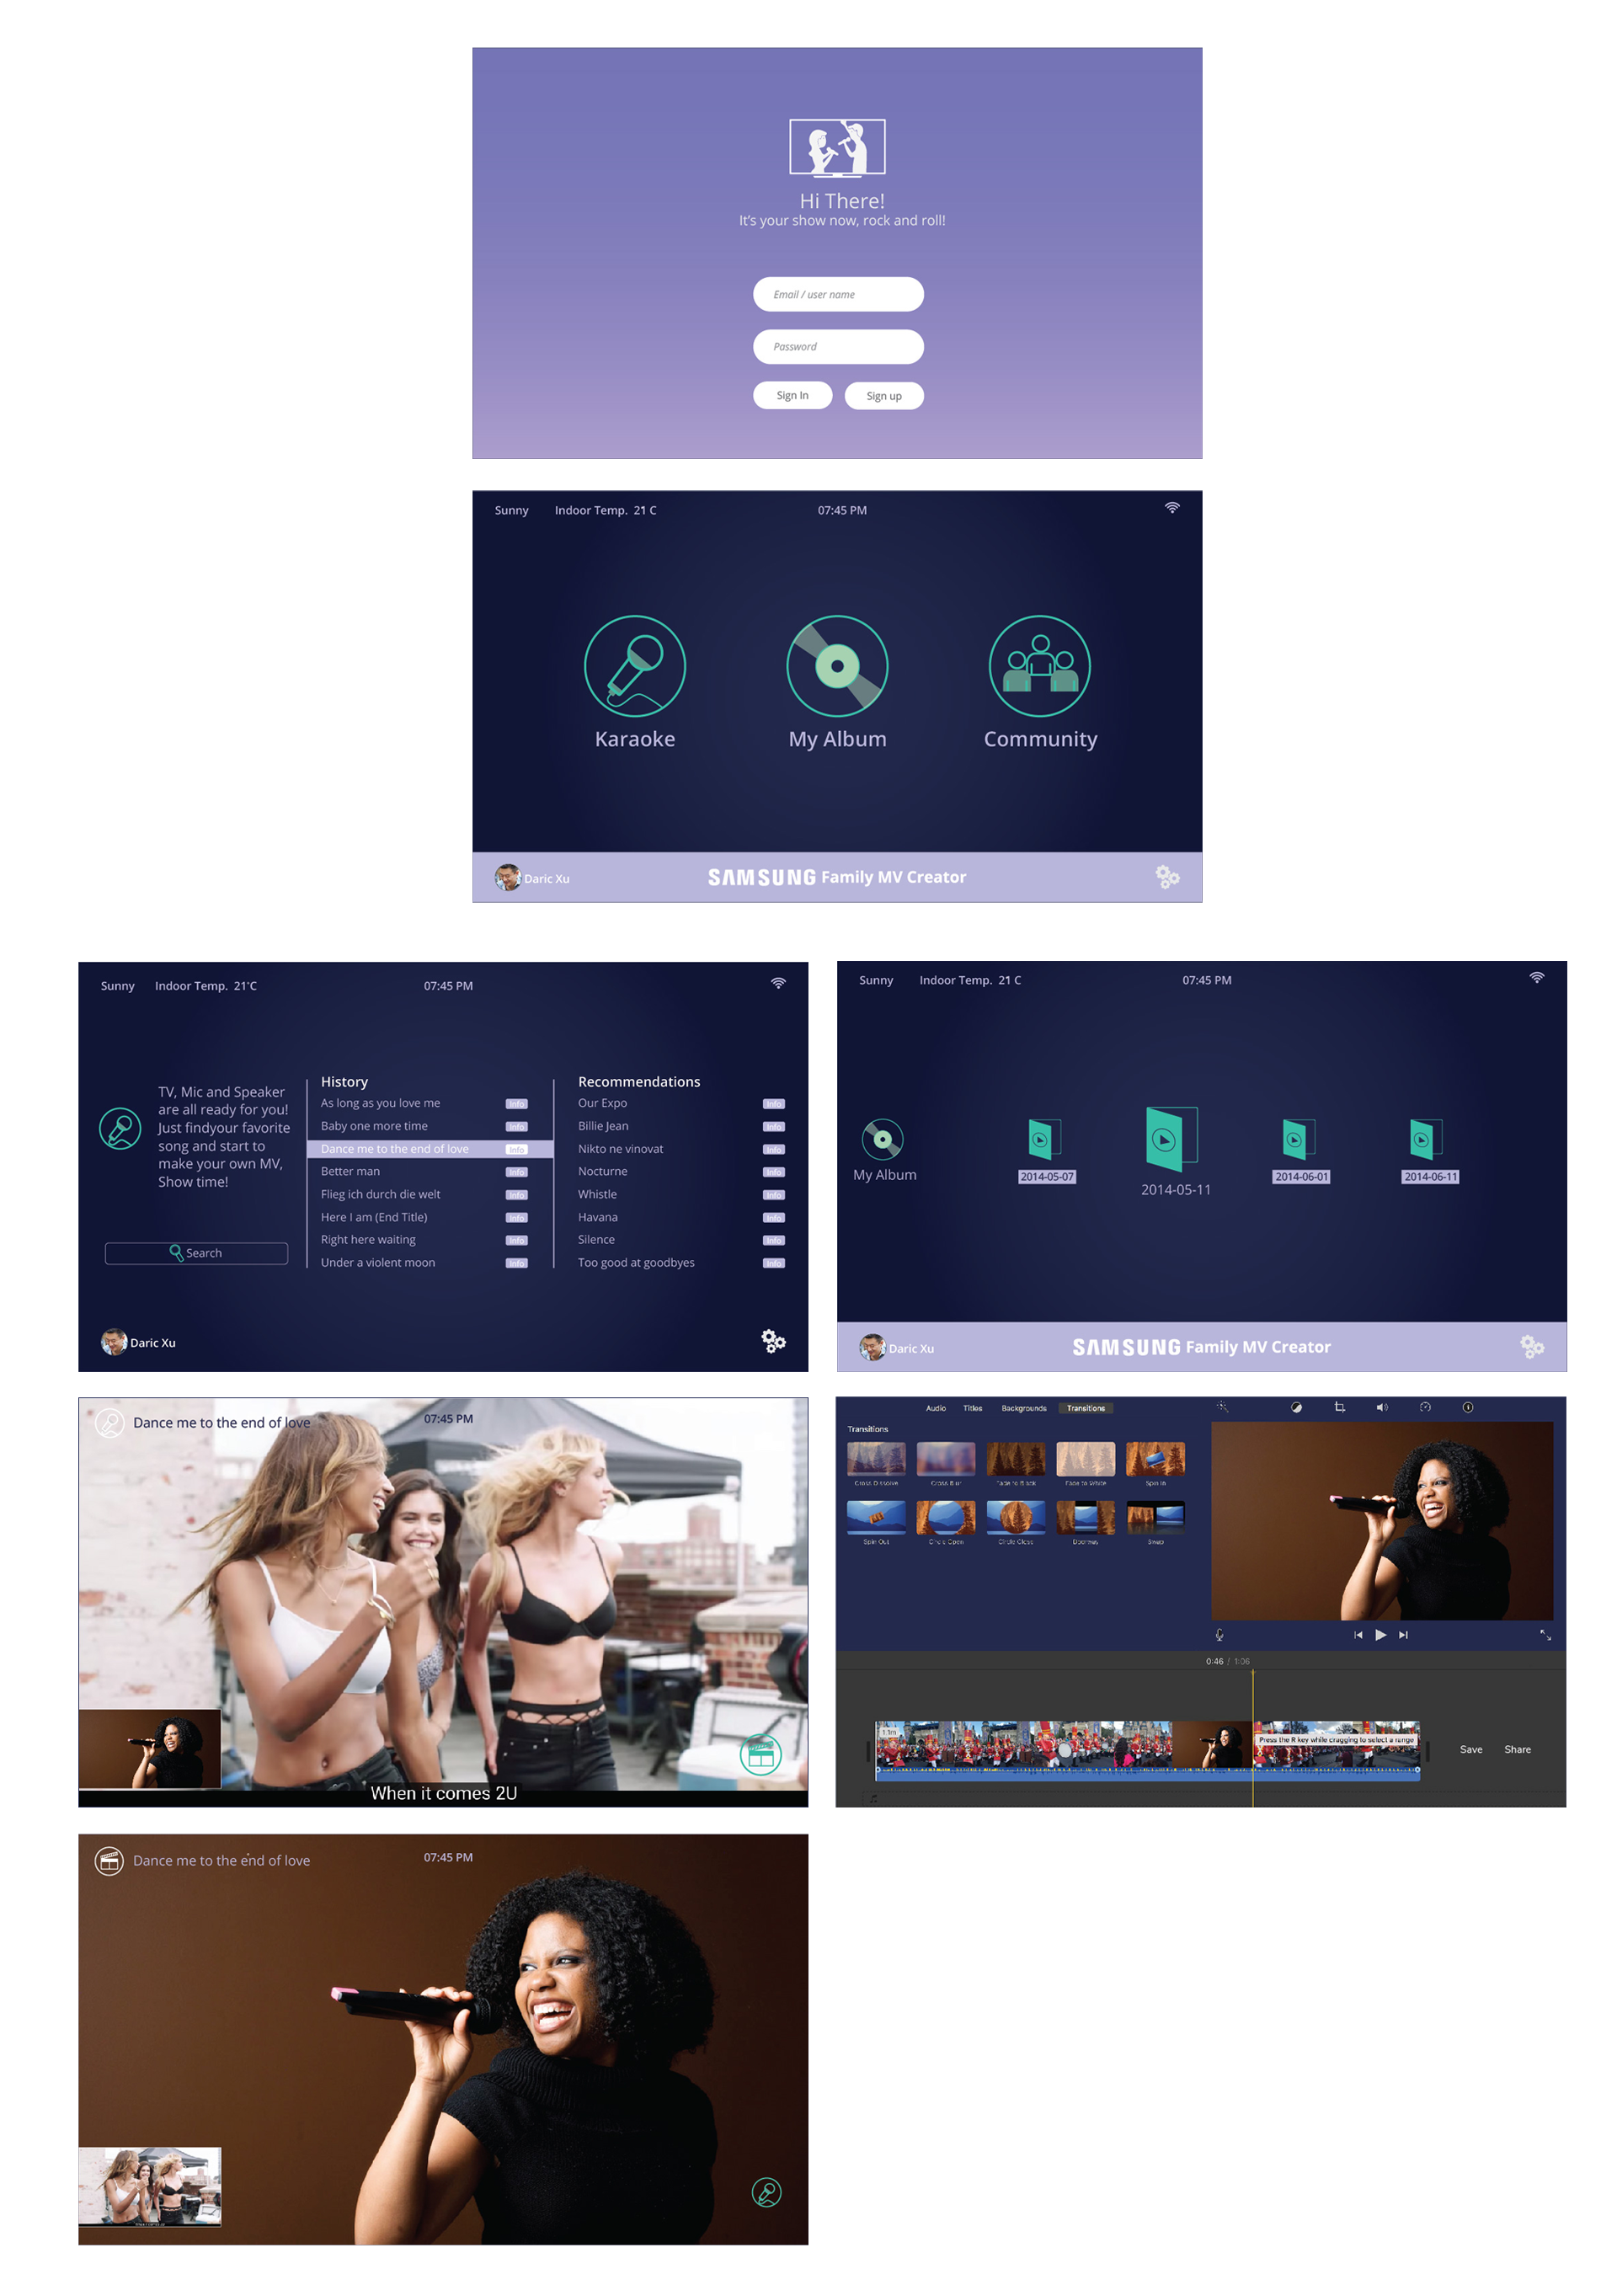 Hi There!
It's your show now, rock and roll!
Email / user name
Password
Sign In
Sign up
Sunny
Indoor Temp. 21 C
07:45 PM
Karaoke
My Album
Community
Daric Xu
SAMSUNG Family MV Creator
Sunny
Indoor Temp. 21°C
07:45 PM
TV, Mic and Speaker
are all ready for you!
Just findyour favorite
song and start to
make your own MV,
Show time!
Search
History
As long as you love me Info
Baby one more time Info
Dance me to the end of love Info
Better man Info
Flieg ich durch die welt Info
Here I am (End Title) Info
Right here waiting Info
Under a violent moon Info
Recommendations
Our Expo Info
Billie Jean Info
Nikto ne vinovat Info
Nocturne Info
Whistle Info
Havana Info
Silence Info
Too good at goodbyes Info
Daric Xu
Sunny
Indoor Temp. 21 C
07:45 PM
My Album
2014-05-07
2014-05-11
2014-06-01
2014-06-11
Daric Xu
SAMSUNG Family MV Creator
Dance me to the end of love
07:45 PM
When it comes 2U
Audio
Titles
Backgrounds
Transitions
Transitions
Cross Dissolve
Cross Blur
Fade to Black
Fade to White
Spin In
Spin Out
Circle Open
Circle Close
Doorway
Swap
0:46 / 1:06
1.1m
Press the R key while dragging to select a range
Save
Share
Dance me to the end of love
07:45 PM